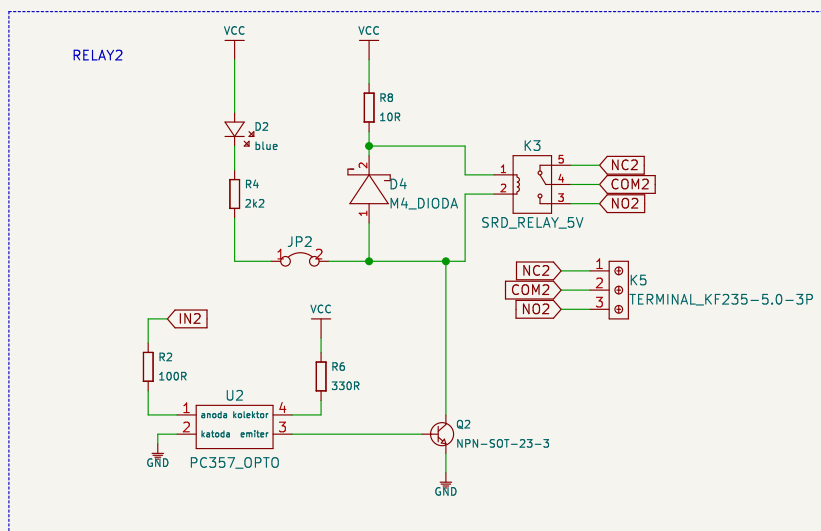 RELAY2
VCC
VCC
D2
blue
R8
10R
R4
2k2
2
D4
M4_DIODA
1
K3
1
2
5
4
3
NC2
COM2
NO2
SRD_RELAY_5V
JP2
1
2
NC2
COM2
NO2
1
2
3
K5
TERMINAL_KF235-5.0-3P
IN2
VCC
R2
100R
R6
330R
U2
1
2
anoda kolektor
katoda emiter
4
3
PC357_OPTO
GND
Q2
NPN-SOT-23-3
GND